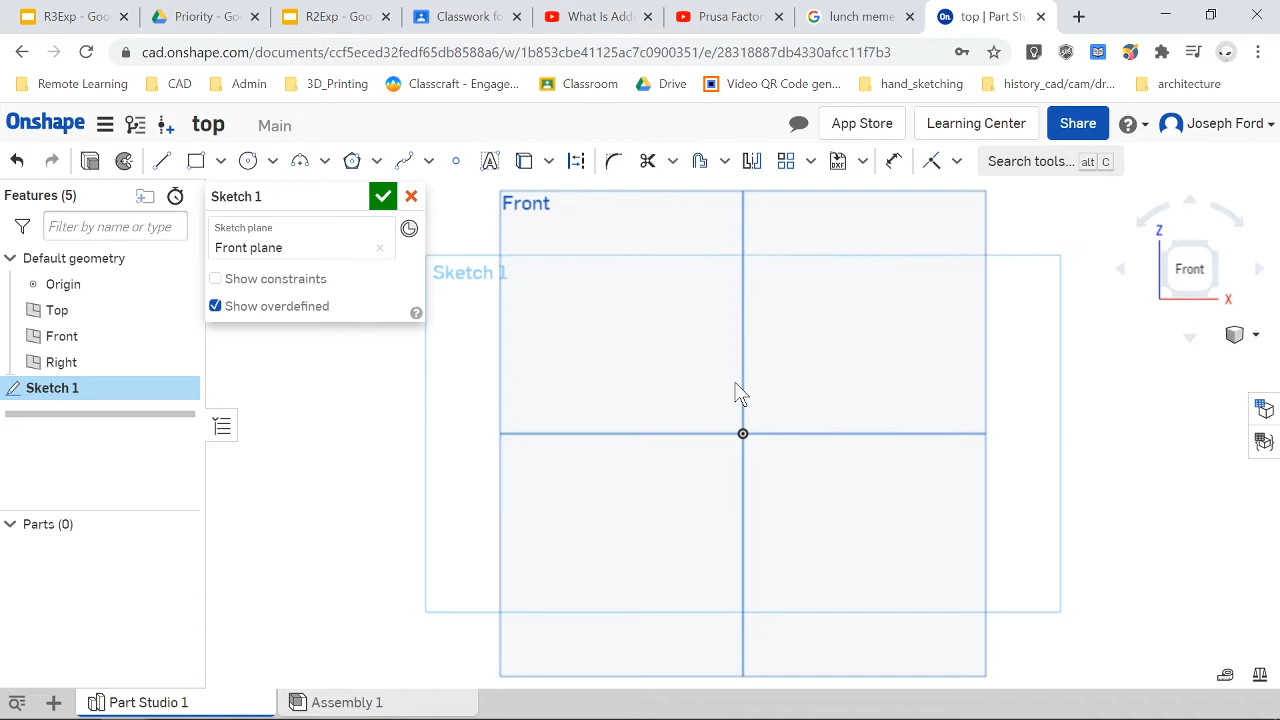 R3Exp - Goo
Priority - Goo
R2Exp - Goo
Classwork fo
What Is Addi
Prusa Factor
lunch meme
top | Part Stu
cad.onshape.com/documents/ccf5eced32fedf65db8588a6/w/1b853cbe41125ac7c0900351/e/28318887db4330afcc11f7b3
Remote Learning
CAD
Admin
3D_Printing
Classcraft - Engage...
Classroom
Drive
Video QR Code gen...
hand_sketching
history_cad/cam/dr...
architecture
Onshape
top
Main
App Store
Learning Center
Share
Joseph Ford
Search tools... alt C
Features (5)
Filter by name or type
Default geometry
Origin
Top
Front
Right
Sketch 1
Parts (0)
Sketch 1
Sketch plane
Front plane
Show constraints
Show overdefined
Front
Sketch 1
Z
Front
X
Part Studio 1
Assembly 1